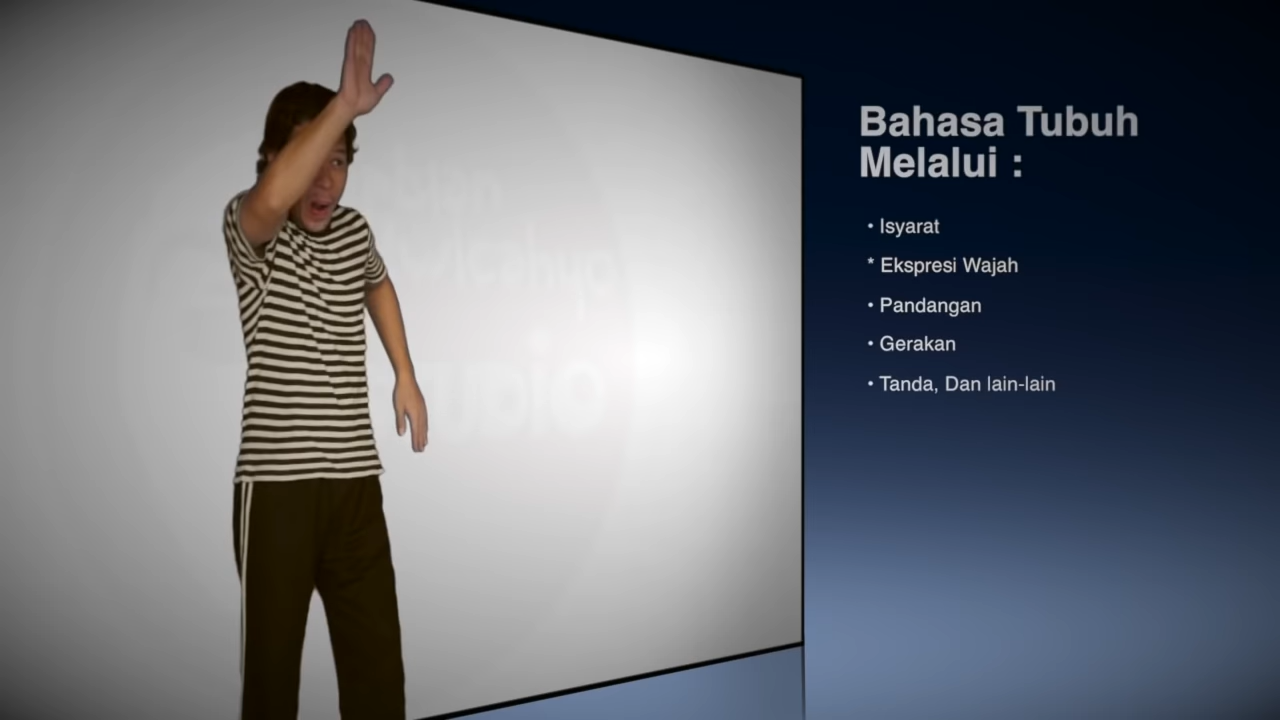 Bahasa Tubuh
Melalui :
• Isyarat
* Ekspresi Wajah
• Pandangan
• Gerakan
• Tanda, Dan lain-lain